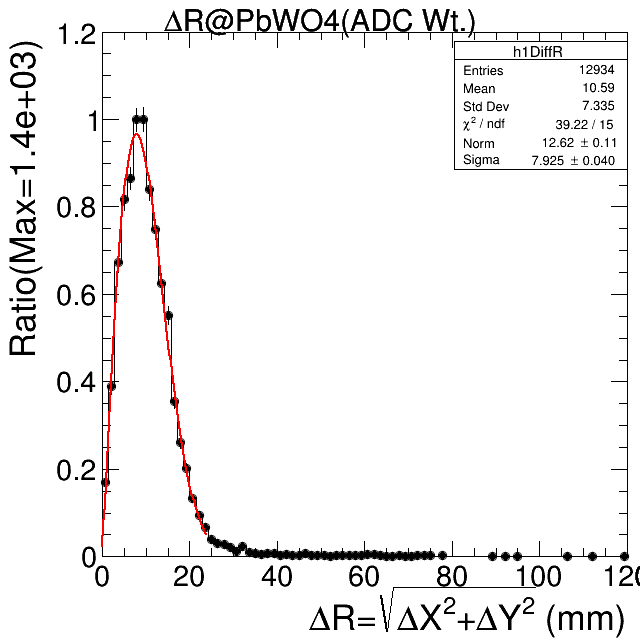 ΔR@PbWO4(ADC Wt.)
h1DiffR
Entries 12934
Mean 10.59
Std Dev 7.335
χ² / ndf 39.22 / 15
Norm 12.62 ± 0.11
Sigma 7.925 ± 0.040
Ratio(Max=1.4e+03)
1.2
1
0.8
0.6
0.4
0.2
0
0 20 40 60 80 100 120
ΔR=√ΔX²+ΔY² (mm)